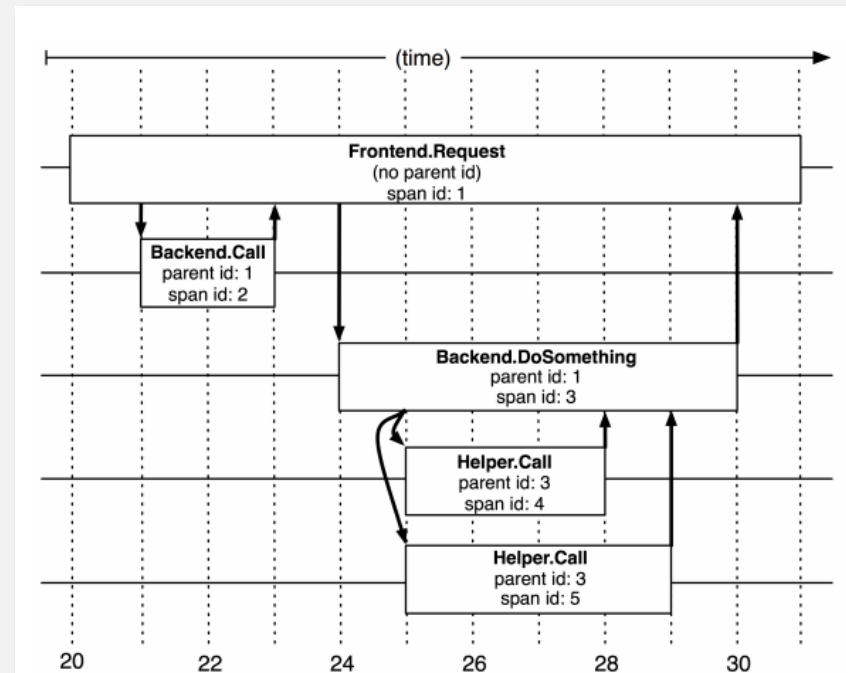 (time)
Frontend.Request
(no parent id)
span id: 1
Backend.Call
parent id: 1
span id: 2
Backend.DoSomething
parent id: 1
span id: 3
Helper.Call
parent id: 3
span id: 4
Helper.Call
parent id: 3
span id: 5
20 22 24 26 28 30